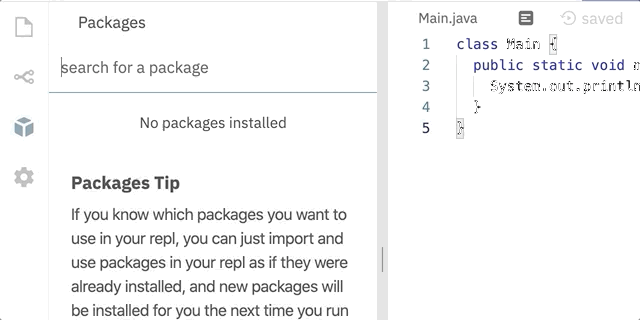 Packages
search for a package
No packages installed
Packages Tip
If you know which packages you want to
use in your repl, you can just import and
use packages in your repl as if they were
already installed, and new packages will
be installed for you the next time you run
Main.java
saved
1 class Main {
2 public static void
3 System.out.println
4 }
5 }